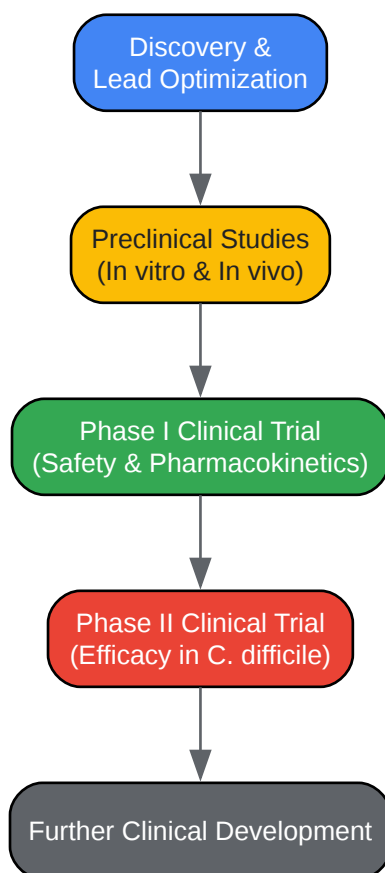 Discovery &
Lead Optimization
Preclinical Studies
(In vitro & In vivo)
Phase I Clinical Trial
(Safety & Pharmacokinetics)
Phase II Clinical Trial
(Efficacy in C. difficile)
Further Clinical Development